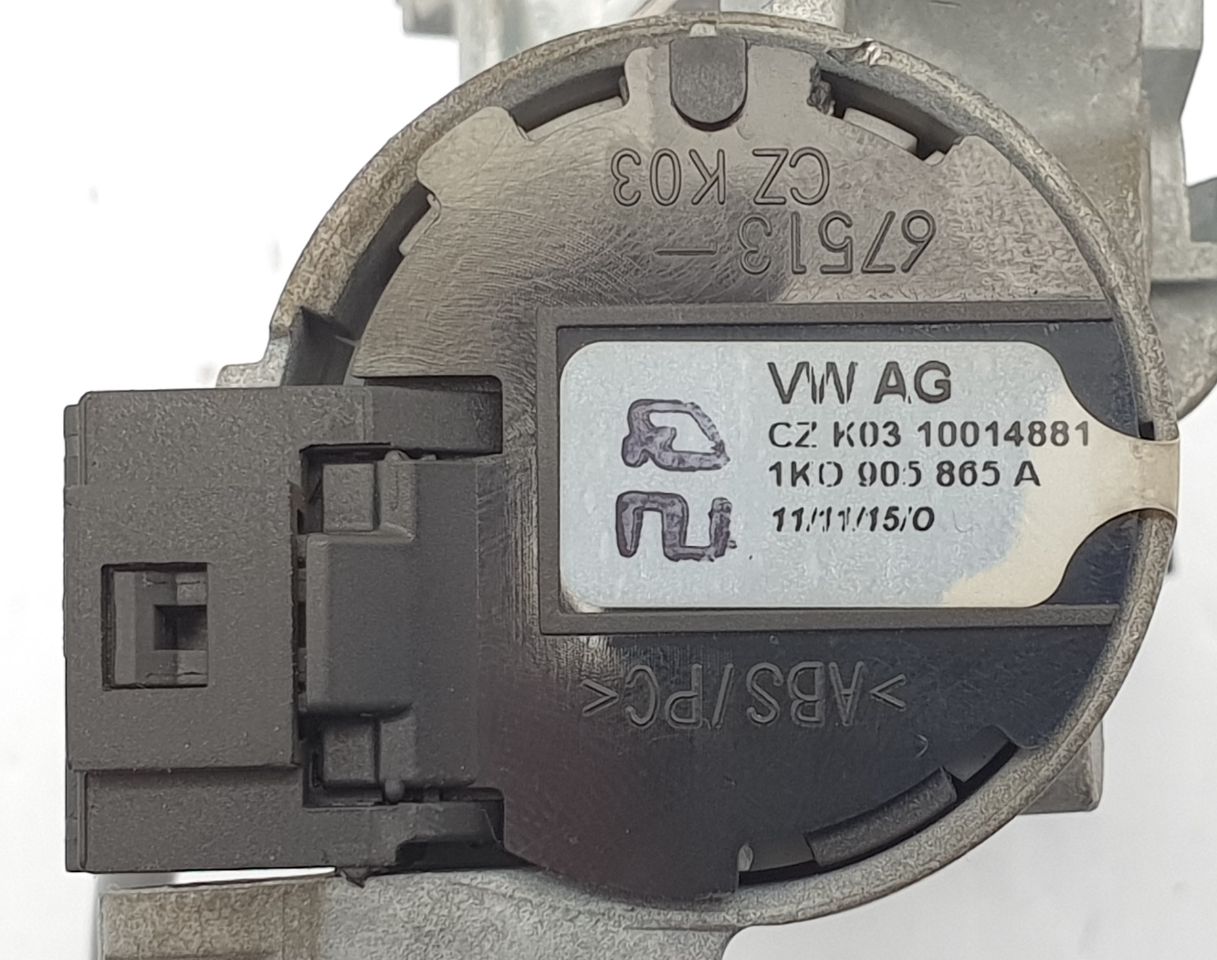 CZ K03
67513-
VW AG
CZ K03 10014881
1K0 905 865 A
11/11/15/0
>ABS/PC<